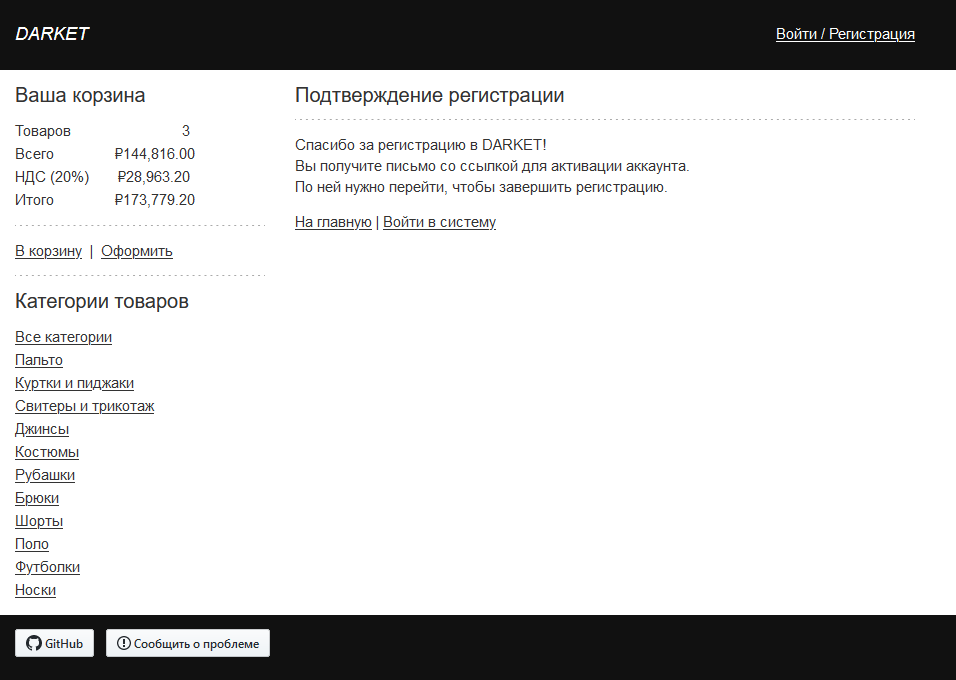 DARKET
Войти / Регистрация
Ваша корзина
Товаров 3
Всего ₽144,816.00
НДС (20%) ₽28,963.20
Итого ₽173,779.20
В корзину | Оформить
Категории товаров
Все категории
Пальто
Куртки и пиджаки
Свитеры и трикотаж
Джинсы
Костюмы
Рубашки
Брюки
Шорты
Поло
Футболки
Носки
Подтверждение регистрации
Спасибо за регистрацию в DARKET!
Вы получите письмо со ссылкой для активации аккаунта.
По ней нужно перейти, чтобы завершить регистрацию.
На главную | Войти в систему
GitHub
Сообщить о проблеме